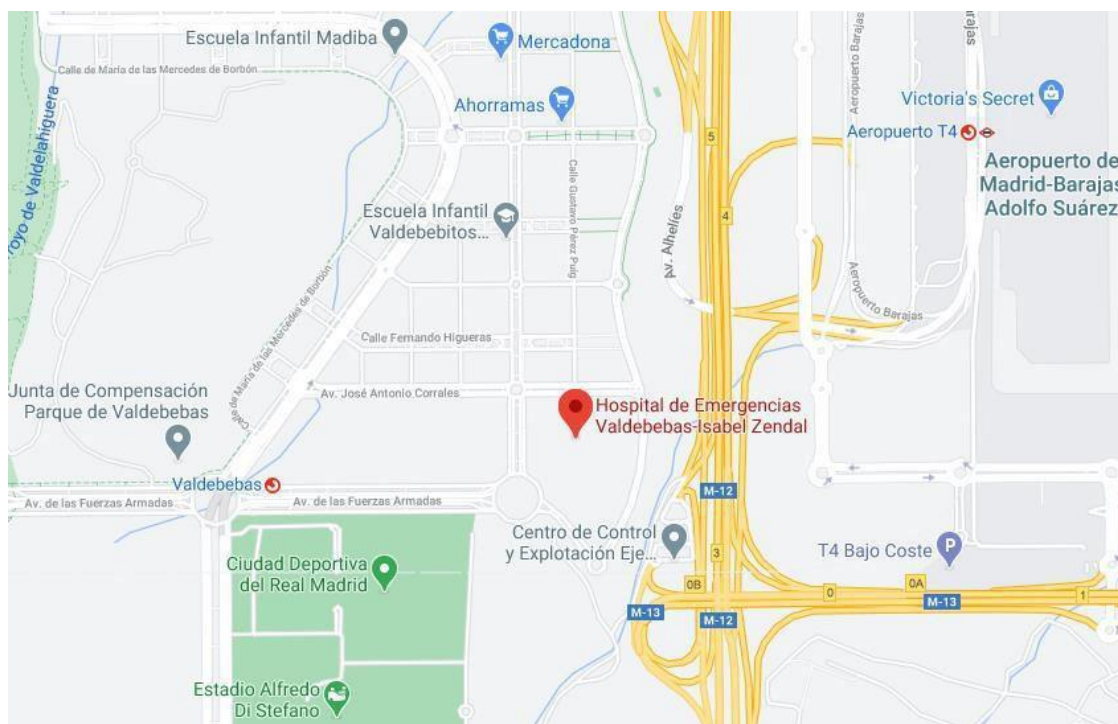 Escuela Infantil Madiba
Mercadona
Calle de María de las Mercedes de Borbón
Ahorramas
Victoria's Secret
Aeropuerto T4
Aeropuerto de
Madrid-Barajas
Adolfo Suárez
Aeropuerto Barajas
Barajas
5
4
royo de Valdelahiguera
Escuela Infantil
Valdebebitos...
Calle Gustavo Pérez Puig
Av. Alhelíes
Aeropuerto Barajas
Calle de María de las Mercedes de Borbón
Calle Fernando Higueras
Junta de Compensación
Parque de Valdebebas
Av. José Antonio Corrales
Hospital de Emergencias
Valdebebas-Isabel Zendal
Valdebebas
Av. de las Fuerzas Armadas
Av. de las Fuerzas Armadas
M-12
Centro de Control
y Explotación Eje...
3
T4 Bajo Coste
P
Ciudad Deportiva
del Real Madrid
0B
0
0A
1
M-13
M-13
M-12
Estadio Alfredo
Di Stefano